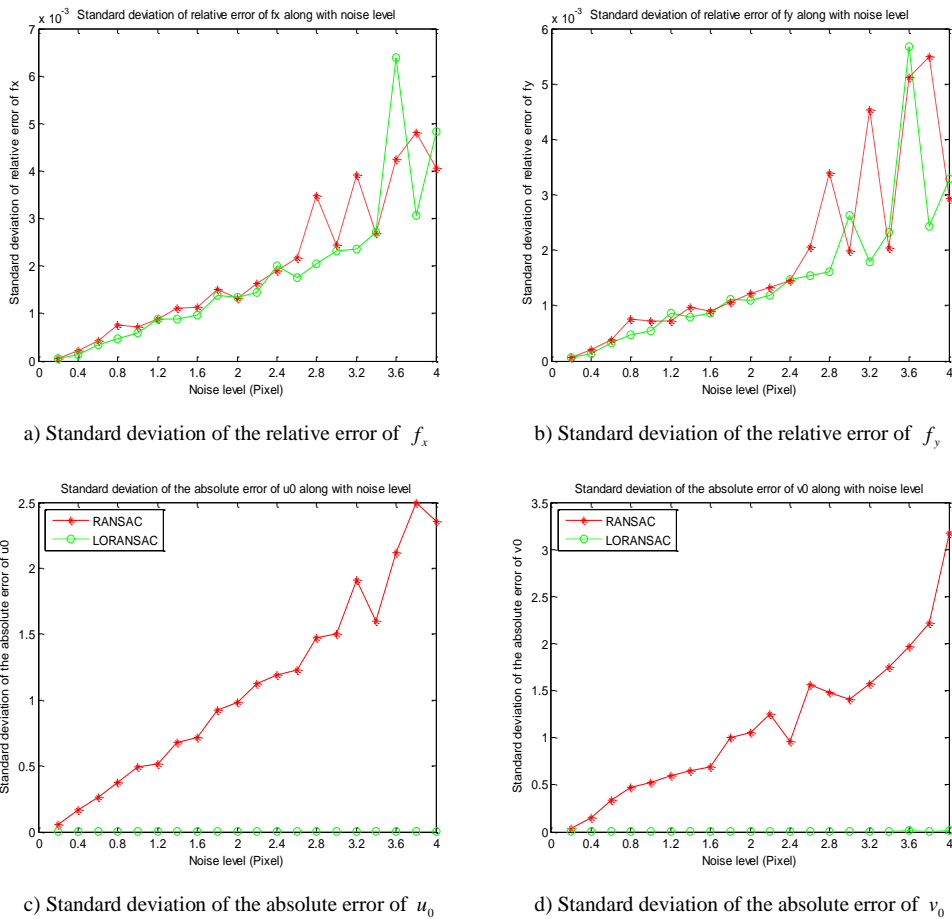 x 10^-3
Standard deviation of relative error of fx along with noise level
7
6
5
4
3
2
1
0
Standard deviation of relative error of fx
0 0.4 0.8 1.2 1.6 2 2.4 2.8 3.2 3.6 4
Noise level (Pixel)
a) Standard deviation of the relative error of f_x
x 10^-3
Standard deviation of relative error of fy along with noise level
6
5
4
3
2
1
0
Standard deviation of relative error of fy
0 0.4 0.8 1.2 1.6 2 2.4 2.8 3.2 3.6 4
Noise level (Pixel)
b) Standard deviation of the relative error of f_y
Standard deviation of the absolute error of u0 along with noise level
RANSAC
LORANSAC
2.5
2
1.5
1
0.5
0
Standard deviation of the absolute error of u0
0 0.4 0.8 1.2 1.6 2 2.4 2.8 3.2 3.6 4
Noise level (Pixel)
c) Standard deviation of the absolute error of u_0
Standard deviation of the absolute error of v0 along with noise level
RANSAC
LORANSAC
3.5
3
2.5
2
1.5
1
0.5
0
Standard deviation of the absolute error of v0
0 0.4 0.8 1.2 1.6 2 2.4 2.8 3.2 3.6 4
Noise level (Pixel)
d) Standard deviation of the absolute error of v_0